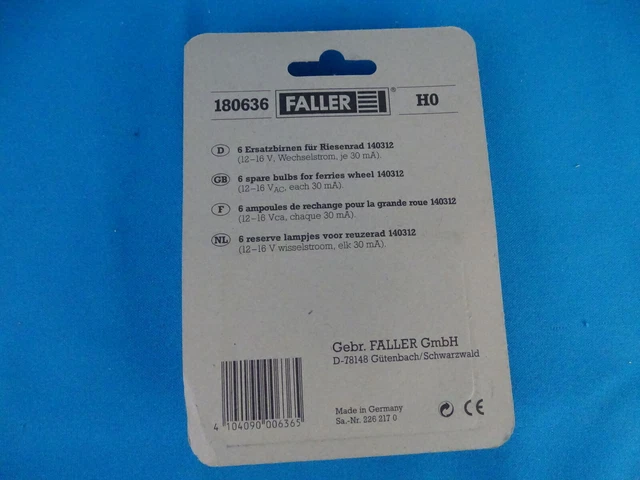 180636 FALLER® H0
D 6 Ersatzbirnen für Riesenrad 140312
(12–16 V, Wechselstrom, je 30 mA).
GB 6 spare bulbs for ferries wheel 140312
(12–16 VAC, each 30 mA).
F 6 ampoules de rechange pour la grande roue 140312
(12–16 Vca, chaque 30 mA).
NL 6 reserve lampjes voor reuzerad 140312
(12–16 V wisselstroom, elk 30 mA).
Gebr. FALLER GmbH
D-78148 Gütenbach/Schwarzwald
Made in Germany
Sa.-Nr. 226 217 0
CE
4 104090 006365